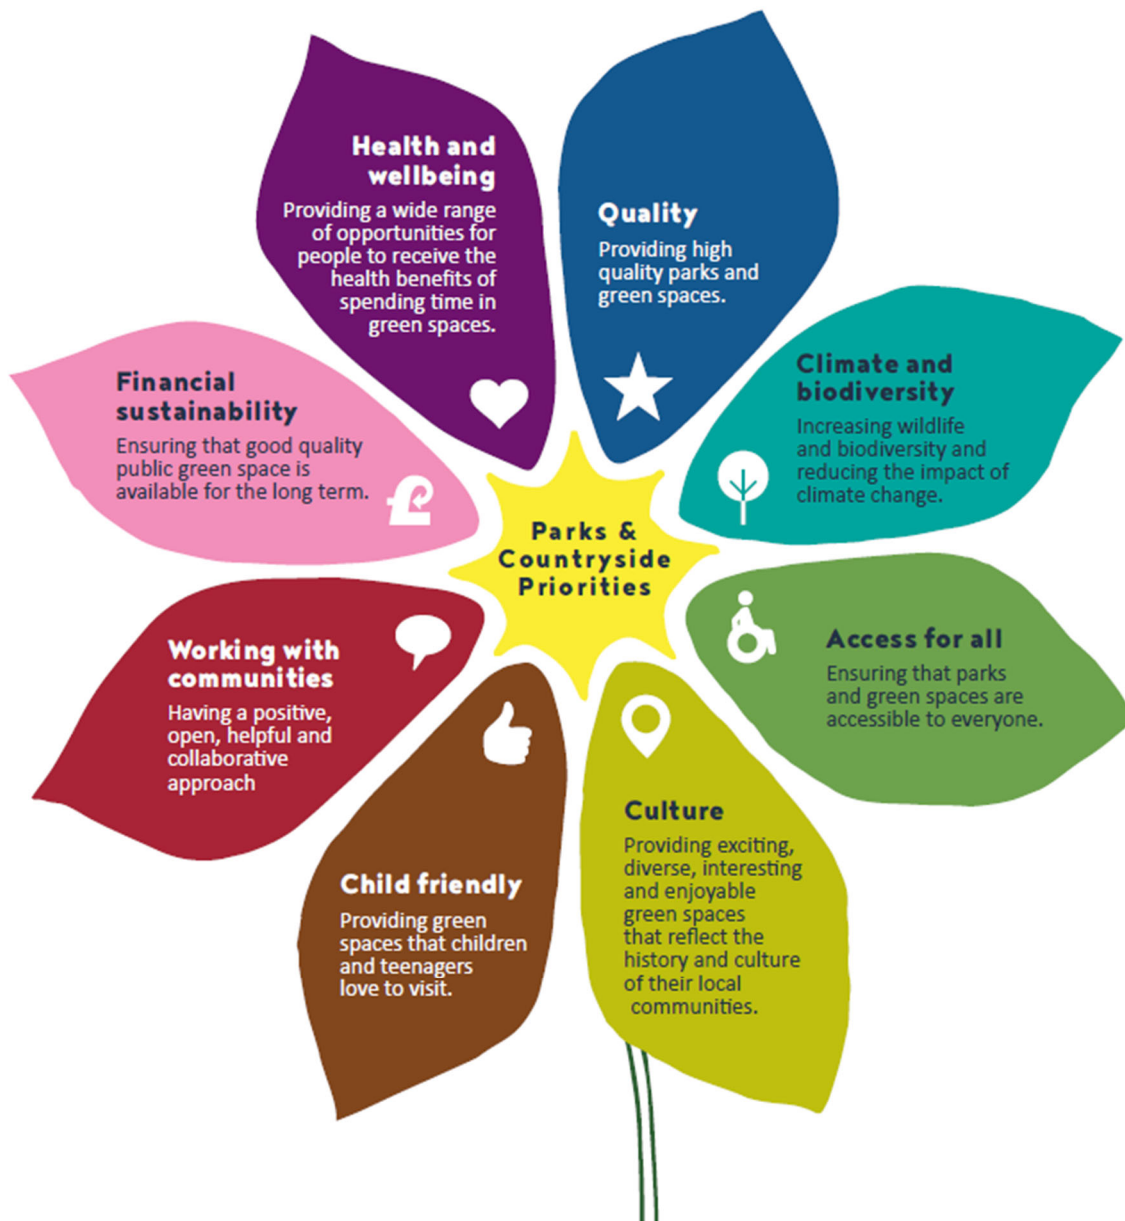 Health and
wellbeing
Providing a wide range
of opportunities for
people to receive the
health benefits of
spending time in
green spaces.
Quality
Providing high
quality parks and
green spaces.
Climate and
biodiversity
Increasing wildlife
and biodiversity and
reducing the impact of
climate change.
Financial
sustainability
Ensuring that good quality
public green space is
available for the long term.
Parks &
Countryside
Priorities
Access for all
Ensuring that parks
and green spaces are
accessible to everyone.
Working with
communities
Having a positive,
open, helpful and
collaborative
approach
Culture
Providing exciting,
diverse, interesting
and enjoyable
green spaces
that reflect the
history and culture
of their local
communities.
Child friendly
Providing green
spaces that children
and teenagers
love to visit.